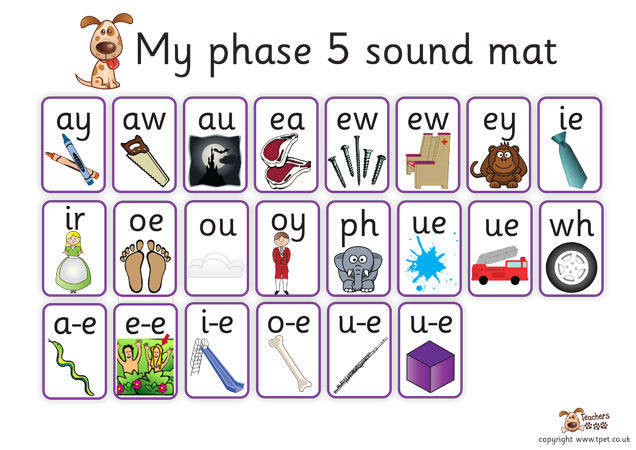 My phase 5 sound mat
ay aw au ea ew ew ey ie
ir oe ou oy ph ue ue wh
a-e e-e i-e o-e u-e u-e
Teachers
copyright www.tpet.co.uk